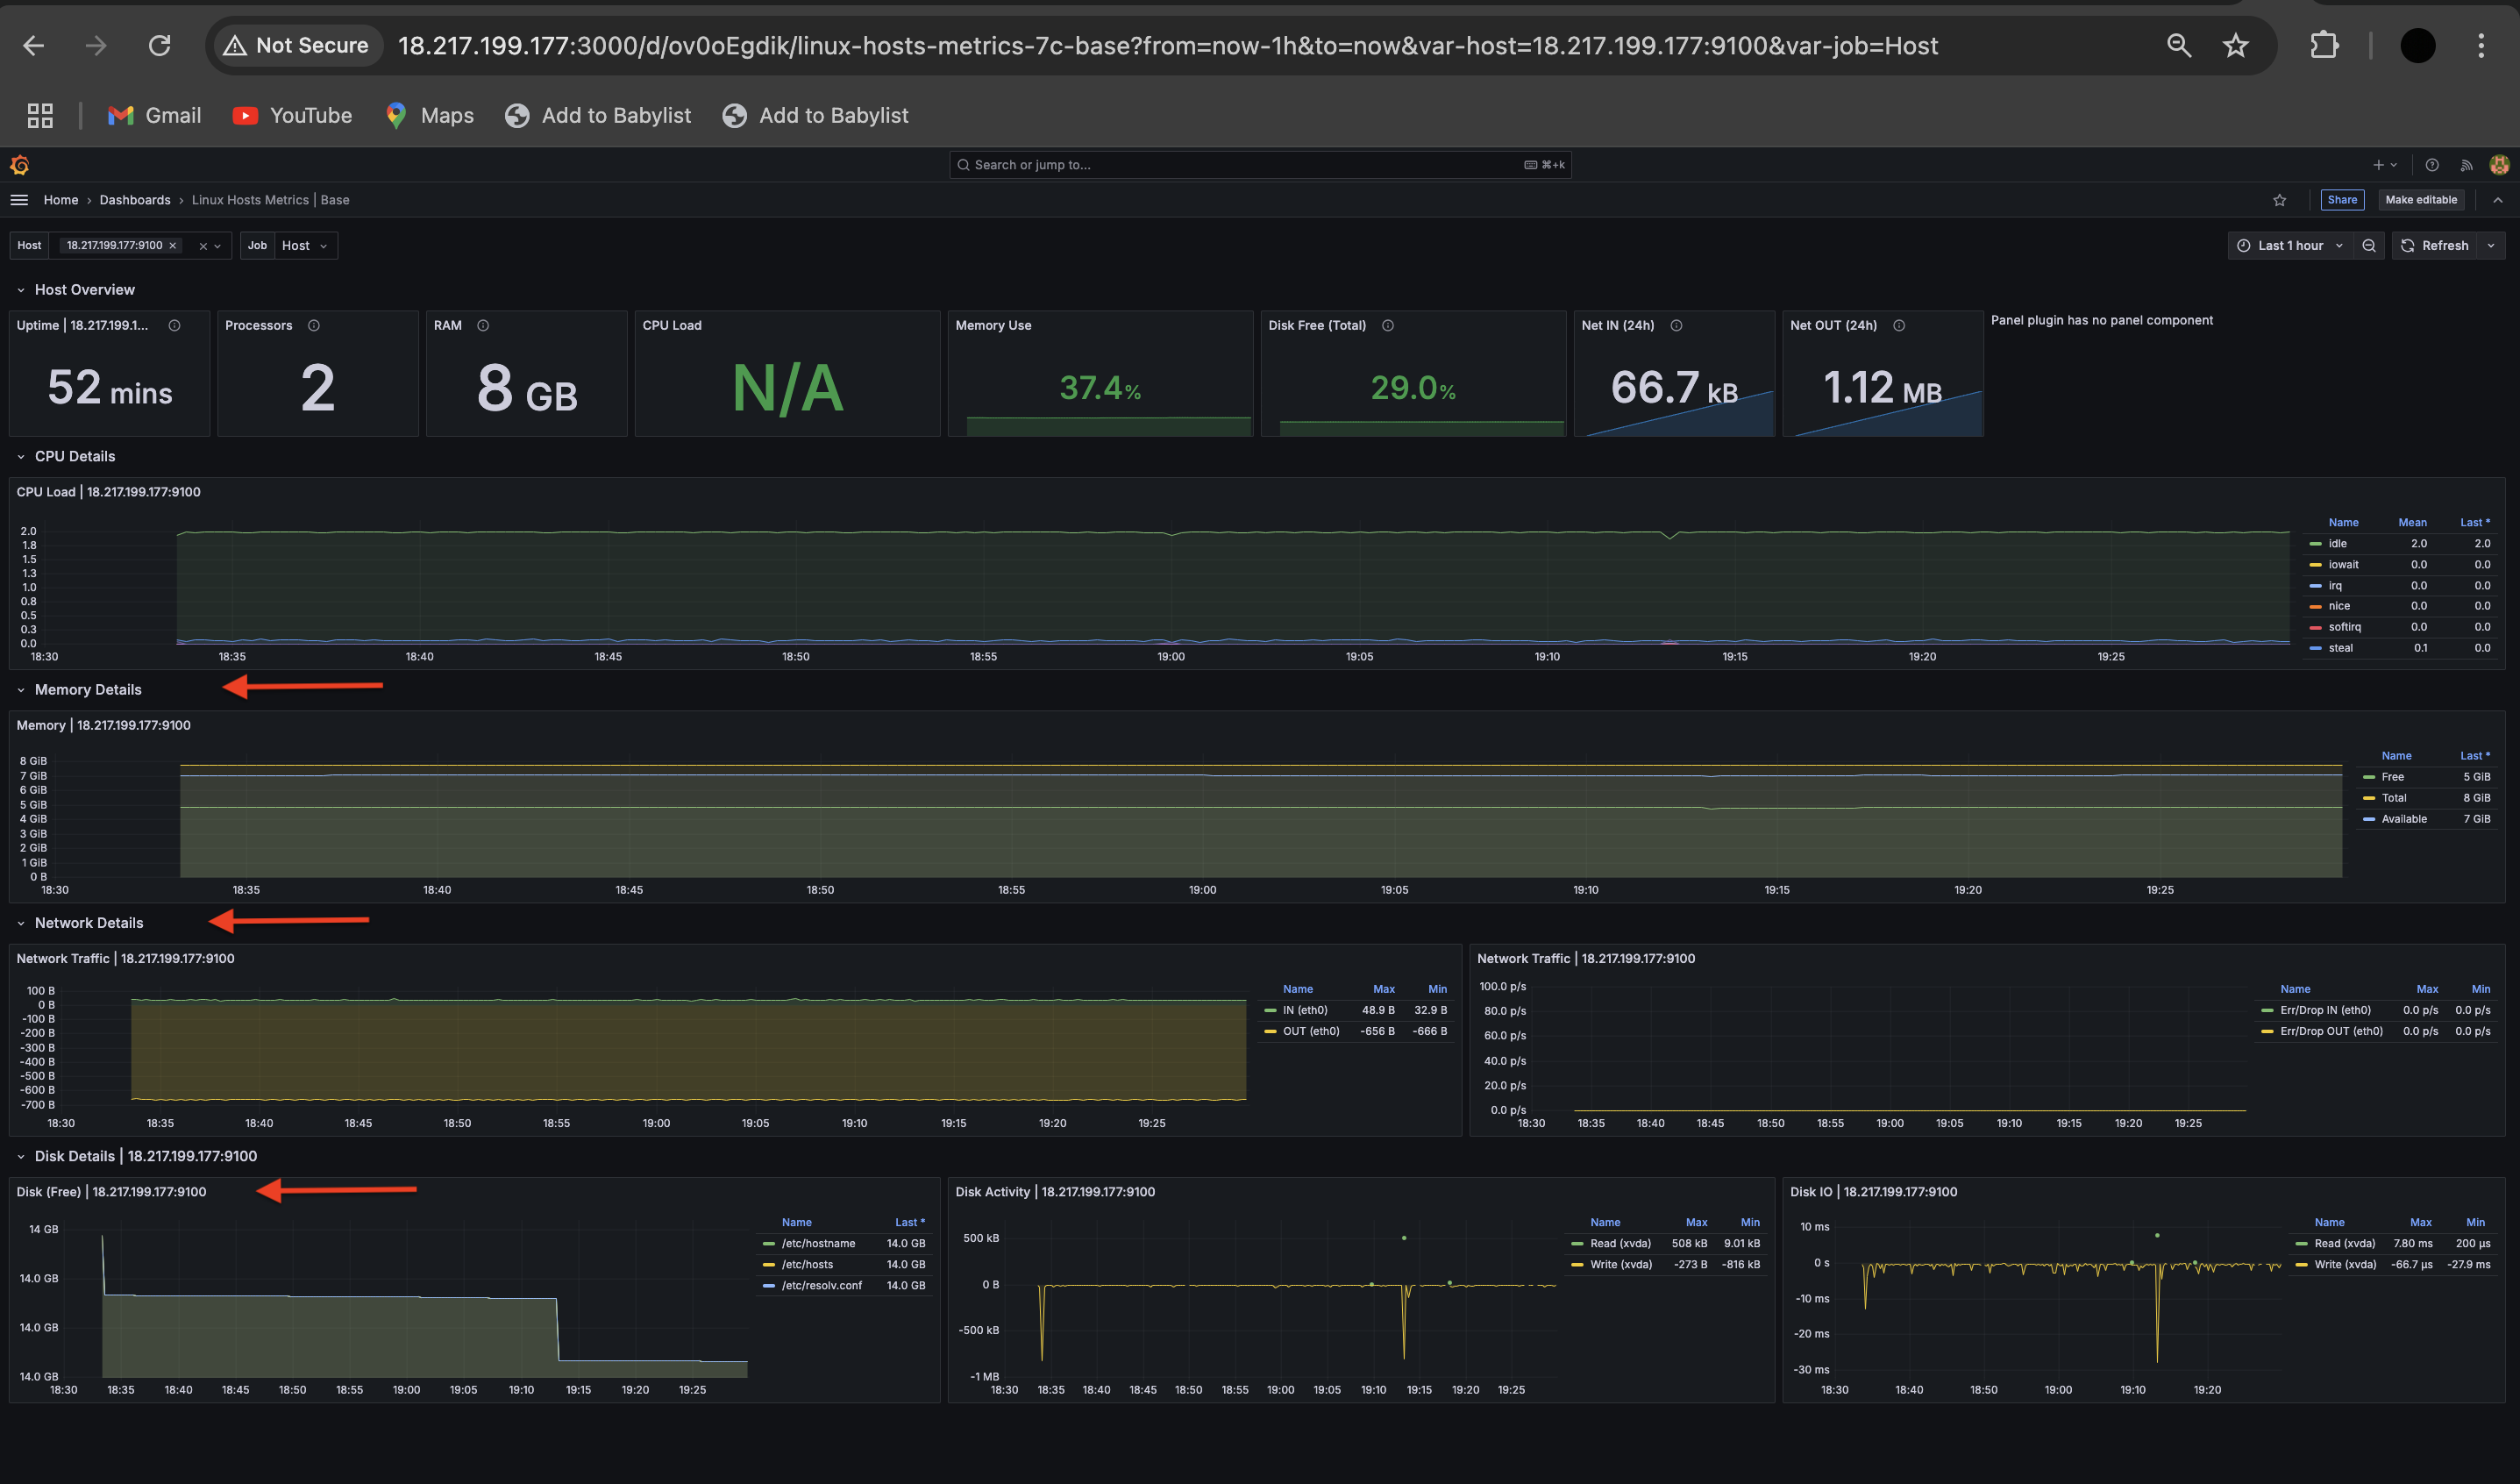 Not Secure 18.217.199.177:3000/d/ov0oEgdik/linux-hosts-metrics-7c-base?from=now-1h&to=now&var-host=18.217.199.177:9100&var-job=Host
Gmail YouTube Maps Add to Babylist Add to Babylist
Search or jump to... ⌘+k
Home › Dashboards › Linux Hosts Metrics | Base Share Make editable
Host 18.217.199.177:9100 Job Host Last 1 hour Refresh
Host Overview
Uptime | 18.217.199.1...
52 mins
Processors
2
RAM
8 GB
CPU Load
N/A
Memory Use
37.4%
Disk Free (Total)
29.0%
Net IN (24h)
66.7 kB
Net OUT (24h)
1.12 MB
Panel plugin has no panel component
CPU Details
CPU Load | 18.217.199.177:9100
2.0
1.8
1.5
1.3
1.0
0.8
0.5
0.3
0.0
18:30 18:35 18:40 18:45 18:50 18:55 19:00 19:05 19:10 19:15 19:20 19:25
Name Mean Last *
idle 2.0 2.0
iowait 0.0 0.0
irq 0.0 0.0
nice 0.0 0.0
softirq 0.0 0.0
steal 0.1 0.0
Memory Details
Memory | 18.217.199.177:9100
8 GiB
7 GiB
6 GiB
5 GiB
4 GiB
3 GiB
2 GiB
1 GiB
0 B
18:30 18:35 18:40 18:45 18:50 18:55 19:00 19:05 19:10 19:15 19:20 19:25
Name Last *
Free 5 GiB
Total 8 GiB
Available 7 GiB
Network Details
Network Traffic | 18.217.199.177:9100
100 B
0 B
-100 B
-200 B
-300 B
-400 B
-500 B
-600 B
-700 B
18:30 18:35 18:40 18:45 18:50 18:55 19:00 19:05 19:10 19:15 19:20 19:25
Name Max Min
IN (eth0) 48.9 B 32.9 B
OUT (eth0) -656 B -666 B
Network Traffic | 18.217.199.177:9100
100.0 p/s
80.0 p/s
60.0 p/s
40.0 p/s
20.0 p/s
0.0 p/s
18:30 18:35 18:40 18:45 18:50 18:55 19:00 19:05 19:10 19:15 19:20 19:25
Name Max Min
Err/Drop IN (eth0) 0.0 p/s 0.0 p/s
Err/Drop OUT (eth0) 0.0 p/s 0.0 p/s
Disk Details | 18.217.199.177:9100
Disk (Free) | 18.217.199.177:9100
14 GB
14.0 GB
14.0 GB
14.0 GB
18:30 18:35 18:40 18:45 18:50 18:55 19:00 19:05 19:10 19:15 19:20 19:25
Name Last *
/etc/hostname 14.0 GB
/etc/hosts 14.0 GB
/etc/resolv.conf 14.0 GB
Disk Activity | 18.217.199.177:9100
500 kB
0 B
-500 kB
-1 MB
18:30 18:35 18:40 18:45 18:50 18:55 19:00 19:05 19:10 19:15 19:20 19:25
Name Max Min
Read (xvda) 508 kB 9.01 kB
Write (xvda) -273 B -816 kB
Disk IO | 18.217.199.177:9100
10 ms
0 s
-10 ms
-20 ms
-30 ms
18:30 18:40 18:50 19:00 19:10 19:20
Name Max Min
Read (xvda) 7.80 ms 200 µs
Write (xvda) -66.7 µs -27.9 ms